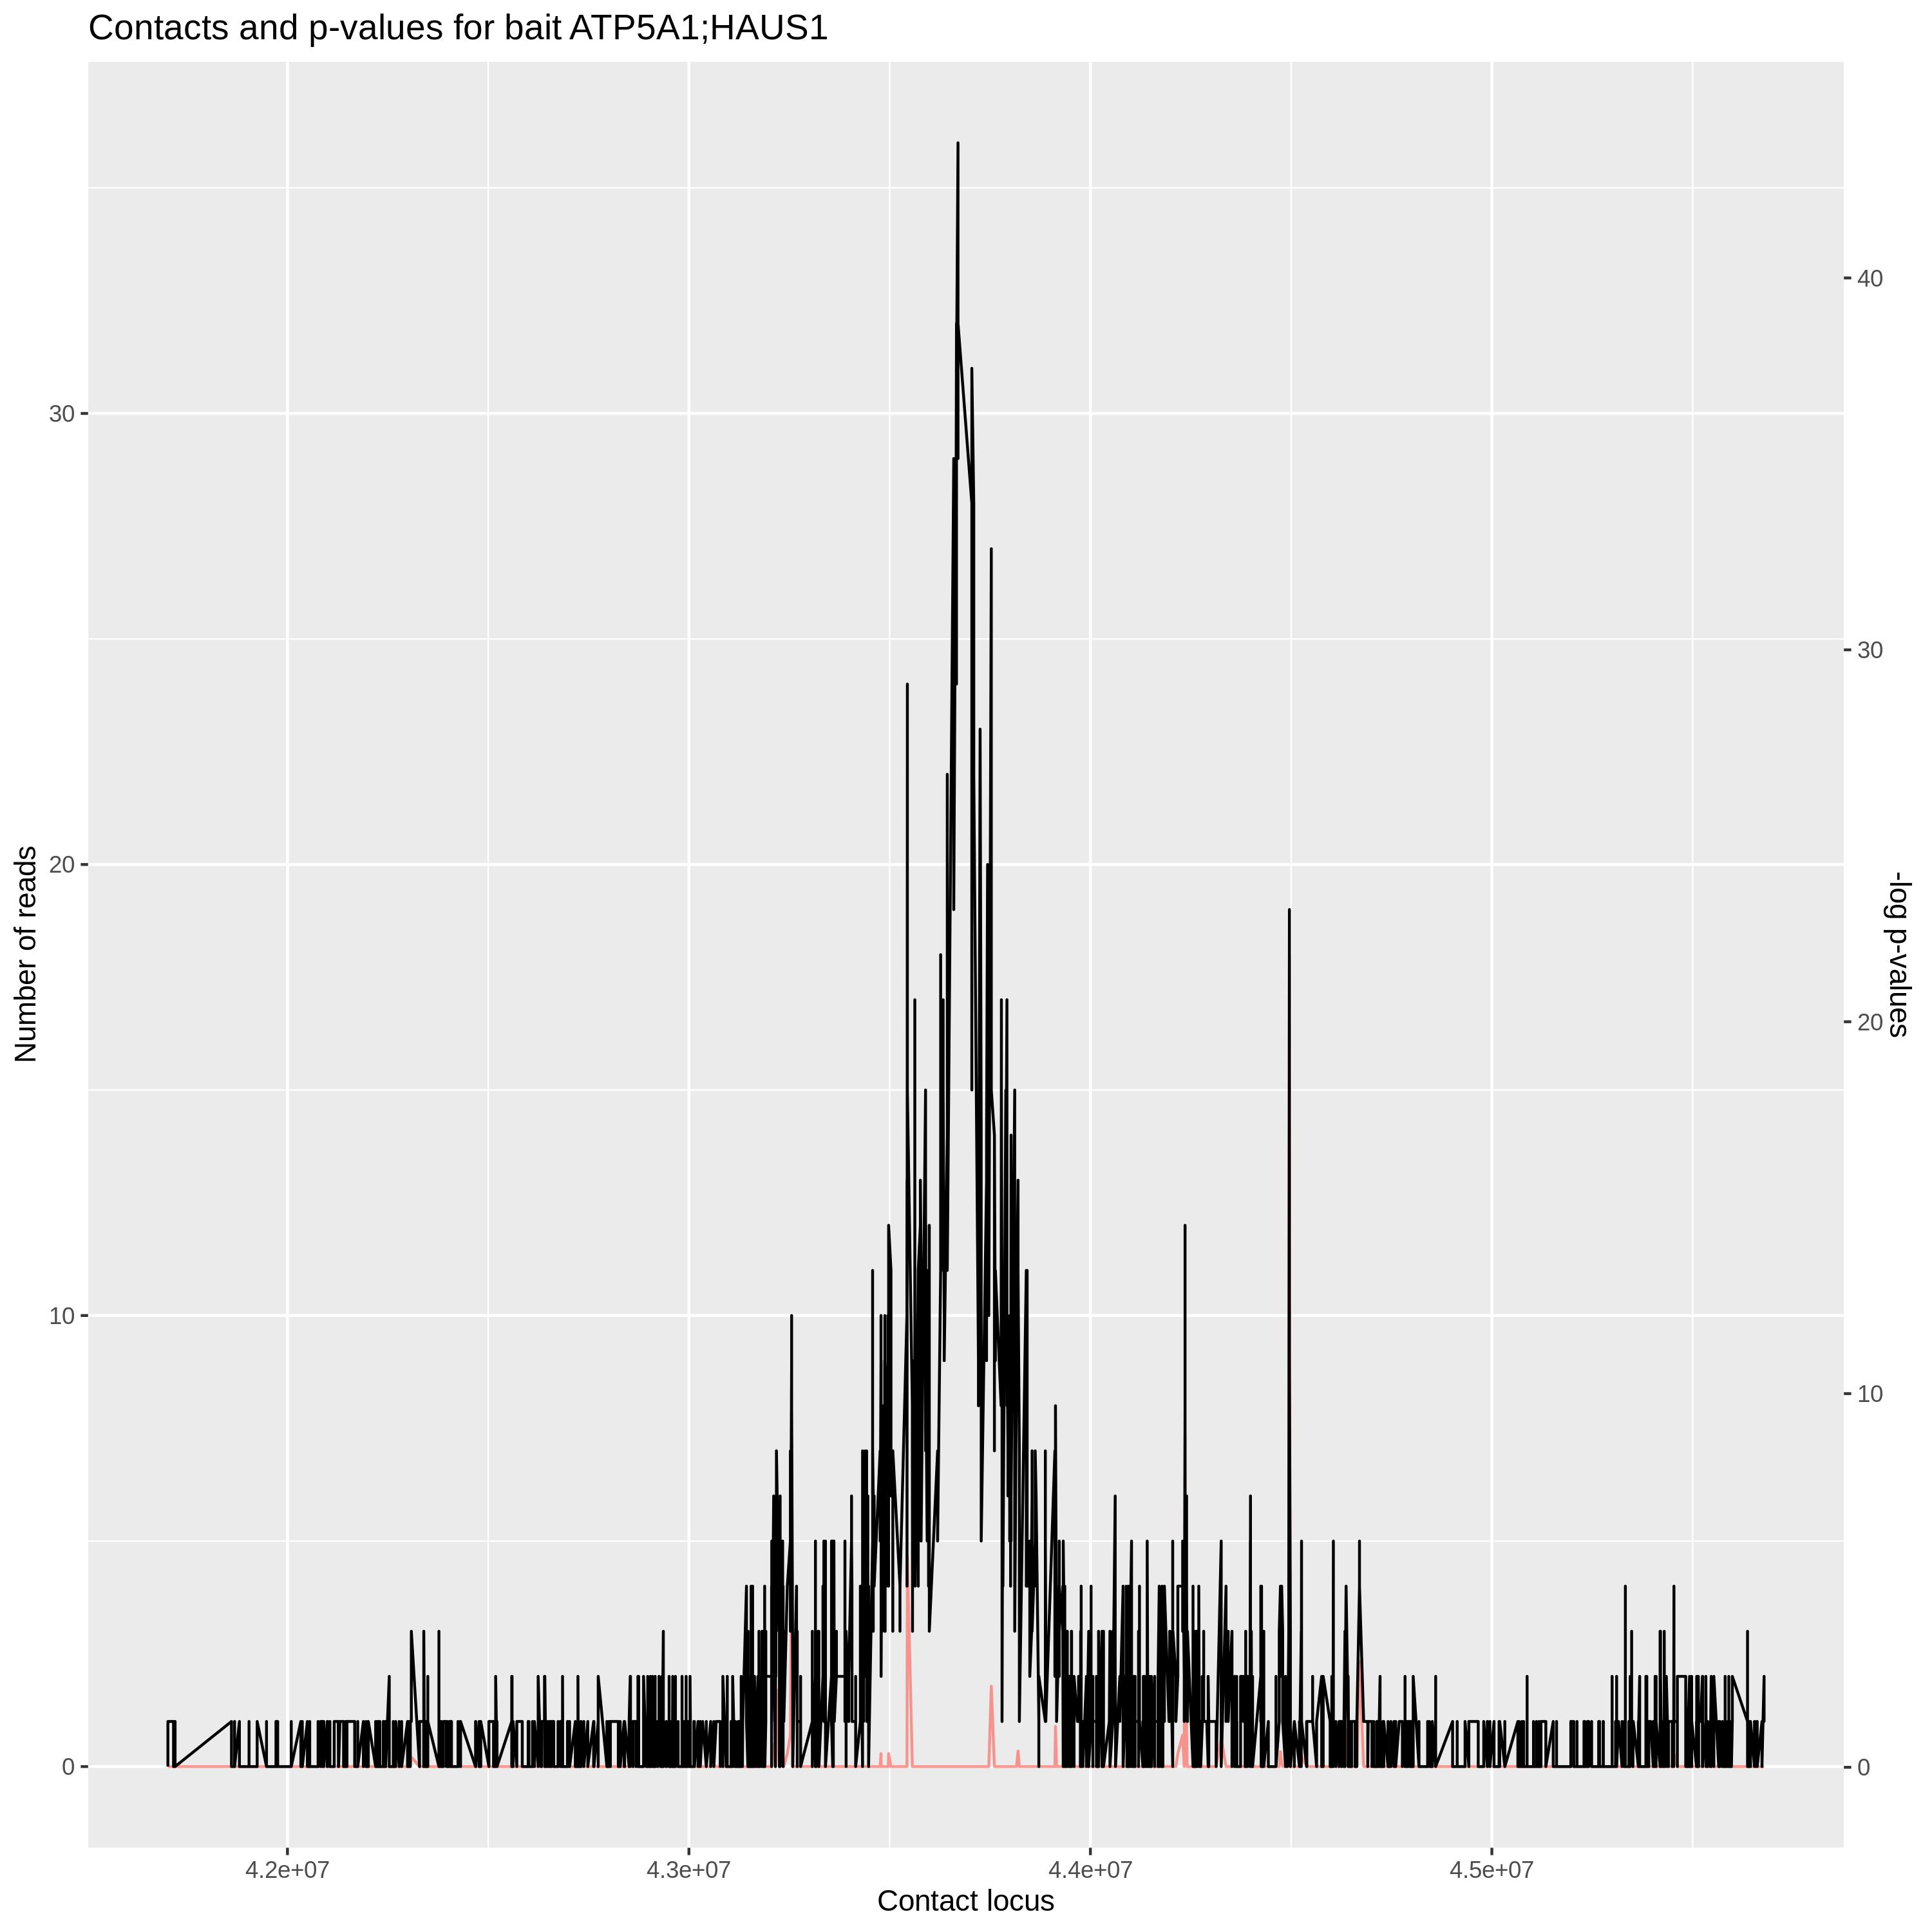 Contacts and p-values for bait ATP5A1;HAUS1
Number of reads
30
20
10
0
40
30
20
10
0
-log p-values
4.2e+07
4.3e+07
4.4e+07
4.5e+07
Contact locus